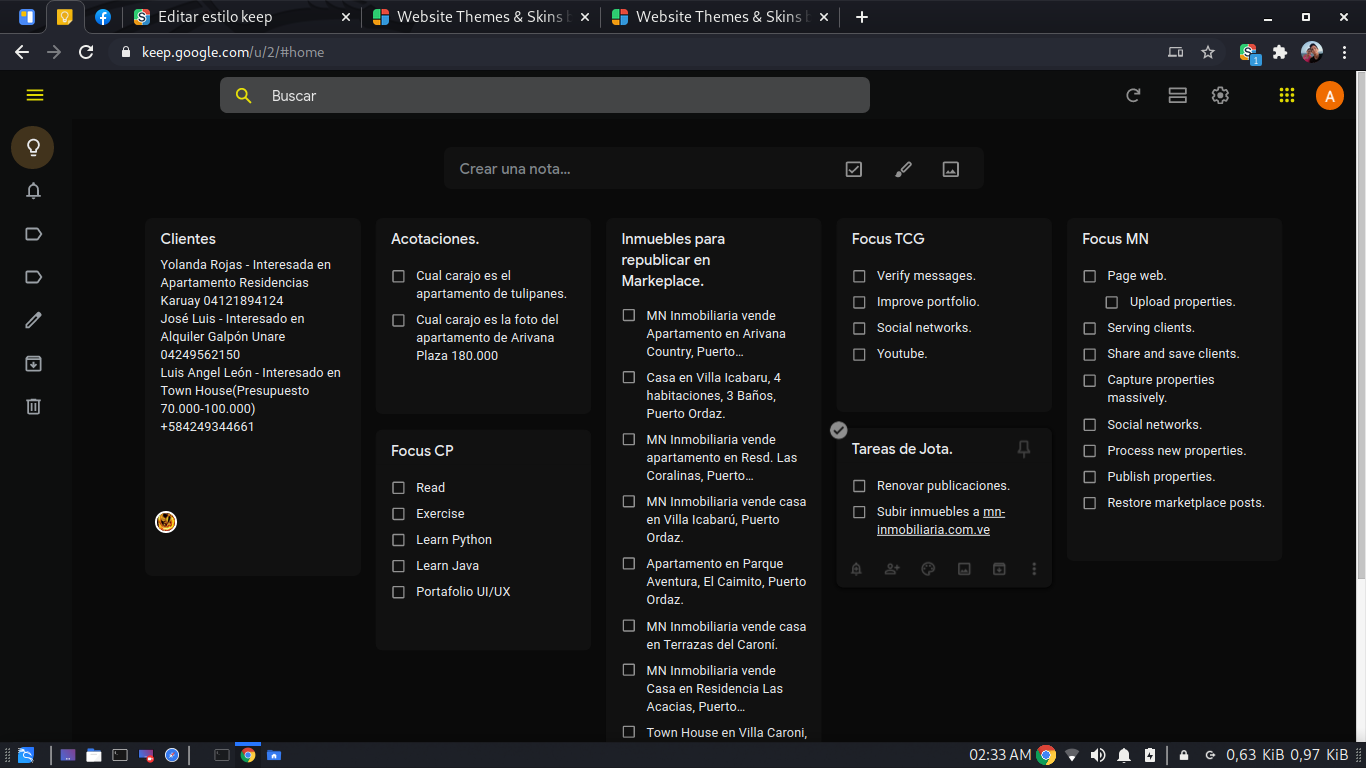 Editar estilo keep
Website Themes & Skins
Website Themes & Skins
keep.google.com/u/2/#home
1
Buscar
A
Crear una nota...
Clientes
Yolanda Rojas - Interesada en
Apartamento Residencias
Karuay 04121894124
José Luis - Interesado en
Alquiler Galpón Unare
04249562150
Luis Angel León - Interesado en
Town House(Presupuesto
70.000-100.000)
+584249344661
Acotaciones.
Cual carajo es el
apartamento de tulipanes.
Cual carajo es la foto del
apartamento de Arivana
Plaza 180.000
Focus CP
Read
Exercise
Learn Python
Learn Java
Portafolio UI/UX
Inmuebles para
republicar en
Markeplace.
MN Inmobiliaria vende
Apartamento en Arivana
Country, Puerto...
Casa en Villa Icabaru, 4
habitaciones, 3 Baños,
Puerto Ordaz.
MN Inmobiliaria vende
apartamento en Resd. Las
Coralinas, Puerto...
MN Inmobiliaria vende casa
en Villa Icabarú, Puerto
Ordaz.
Apartamento en Parque
Aventura, El Caimito, Puerto
Ordaz.
MN Inmobiliaria vende casa
en Terrazas del Caroní.
MN Inmobiliaria vende
Casa en Residencia Las
Acacias, Puerto...
Town House en Villa Caroni,
Focus TCG
Verify messages.
Improve portfolio.
Social networks.
Youtube.
Tareas de Jota.
Renovar publicaciones.
Subir inmuebles a mn-
inmobiliaria.com.ve
Focus MN
Page web.
Upload properties.
Serving clients.
Share and save clients.
Capture properties
massively.
Social networks.
Process new properties.
Publish properties.
Restore marketplace posts.
02:33 AM
0,63 KiB 0,97 KiB